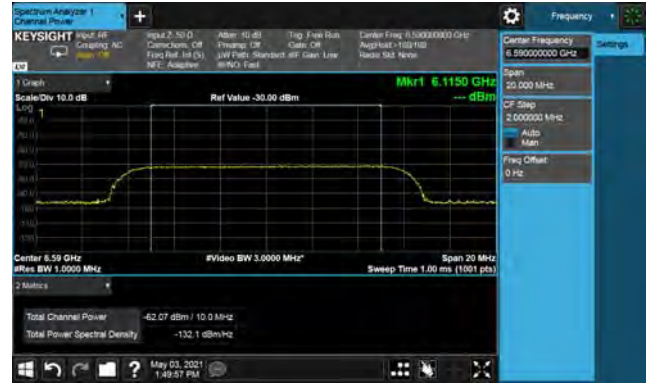 Spectrum Analyzer 1
Channel Power
Frequency
KEYSIGHT Input: RF
Coupling: AC
Input Z: 50 Ω
Corrections: Off
Freq Ref: Int (S)
NFE: Adaptive
Atten: 10 dB
Preamp: Off
µW Path: Standard
Trig: Free Run
Gate: Off
#IF Gain: Low
Center Freq: 6.590000000 GHz
Avg|Hold:>100/100
Radio Std: None
Center Frequency
6.590000000 GHz
Settings
Span
20.000 MHz
CF Step
2.000000 MHz
Auto
Man
Freq Offset
0 Hz
1 Graph
Scale/Div 10.0 dB
Ref Value -30.00 dBm
Mkr1 6.1150 GHz
--- dBm
Log
1
Center 6.59 GHz
#Res BW 1.0000 MHz
#Video BW 3.0000 MHz*
Span 20 MHz
Sweep Time 1.00 ms (1001 pts)
2 Metrics
Total Channel Power
-62.07 dBm / 10.0 MHz
Total Power Spectral Density
-132.1 dBm/Hz
?
May 03, 2021
1:49:57 PM